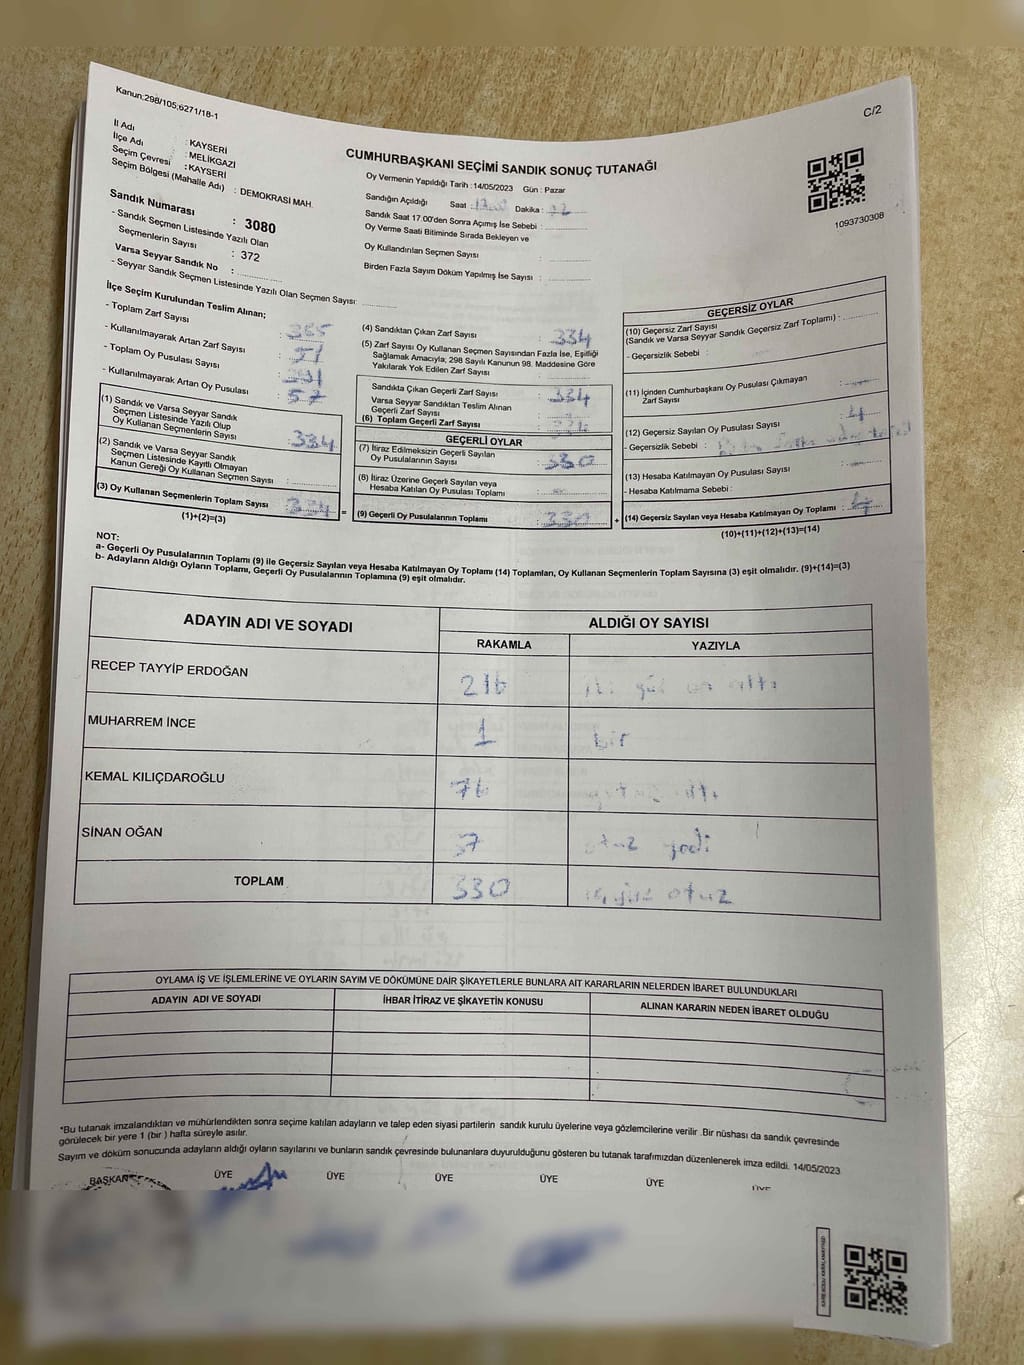 Kanun:298/105;6271/18-1
C/2
İl Adı : KAYSERİ
İlçe Adı : MELİKGAZİ
Seçim Çevresi : KAYSERİ
Seçim Bölgesi (Mahalle Adı) : DEMOKRASİ MAH.
CUMHURBAŞKANI SEÇİMİ SANDIK SONUÇ TUTANAĞI
Oy Vermenin Yapıldığı Tarih : 14/05/2023 Gün : Pazar
Sandığın Açıldığı Saat Dakika :
Sandık Saat 17.00'den Sonra Açımış İse Sebebi :
Oy Verme Saati Bitiminde Sırada Bekleyen ve
Oy Kullandırılan Seçmen Sayısı :
Birden Fazla Sayım Döküm Yapılmış İse Sayısı :
1093730308
Sandık Numarası : 3080
- Sandık Seçmen Listesinde Yazılı Olan
Seçmenlerin Sayısı : 372
Varsa Seyyar Sandık No :
- Seyyar Sandık Seçmen Listesinde Yazılı Olan Seçmen Sayısı:
İlçe Seçim Kurulundan Teslim Alınan;
- Toplam Zarf Sayısı :
- Kullanılmayarak Artan Zarf Sayısı :
- Toplam Oy Pusulası Sayısı :
- Kullanılmayarak Artan Oy Pusulası : 57
(1) Sandık ve Varsa Seyyar Sandık
Seçmen Listesinde Yazılı Olup
Oy Kullanan Seçmenlerin Sayısı : 334
(2) Sandık ve Varsa Seyyar Sandık
Seçmen Listesinde Kayıtlı Olmayan
Kanun Gereği Oy Kullanan Seçmen Sayısı :
(3) Oy Kullanan Seçmenlerin Toplam Sayısı : 334
(1)+(2)=(3)
=
(4) Sandıktan Çıkan Zarf Sayısı : 334
(5) Zarf Sayısı Oy Kullanan Seçmen Sayısından Fazla İse, Eşitliği
Sağlamak Amacıyla; 298 Sayılı Kanunun 98. Maddesine Göre
Yakılarak Yok Edilen Zarf Sayısı :
Sandıkta Çıkan Geçerli Zarf Sayısı : 334
Varsa Seyyar Sandıktan Teslim Alınan
Geçerli Zarf Sayısı :
(6) Toplam Geçerli Zarf Sayısı : 334
GEÇERLİ OYLAR
(7) İtiraz Edilmeksizin Geçerli Sayılan
Oy Pusulalarının Sayısı : 330
(8) İtiraz Üzerine Geçerli Sayılan veya
Hesaba Katılan Oy Pusulası Toplamı :
(9) Geçerli Oy Pusulalarının Toplamı : 330
+
GEÇERSİZ OYLAR
(10) Geçersiz Zarf Sayısı
(Sandık ve Varsa Seyyar Sandık Geçersiz Zarf Toplamı) :
- Geçersizlik Sebebi :
(11) İçinden Cumhurbaşkanı Oy Pusulası Çıkmayan
Zarf Sayısı :
(12) Geçersiz Sayılan Oy Pusulası Sayısı : 4
- Geçersizlik Sebebi :
(13) Hesaba Katılmayan Oy Pusulası Sayısı :
- Hesaba Katılmama Sebebi :
(14) Geçersiz Sayılan veya Hesaba Katılmayan Oy Toplamı : 4
(10)+(11)+(12)+(13)=(14)
NOT:
a- Geçerli Oy Pusulalarının Toplamı (9) ile Geçersiz Sayılan veya Hesaba Katılmayan Oy Toplamı (14) Toplamları, Oy Kullanan Seçmenlerin Toplam Sayısına (3) eşit olmalıdır. (9)+(14)=(3)
b- Adayların Aldığı Oyların Toplamı, Geçerli Oy Pusulalarının Toplamına (9) eşit olmalıdır.
ADAYIN ADI VE SOYADI ALDIĞI OY SAYISI
RAKAMLA YAZIYLA
RECEP TAYYİP ERDOĞAN 216 iki yüz on altı
MUHARREM İNCE 1 bir
KEMAL KILIÇDAROĞLU 76 yetmiş altı
SİNAN OĞAN 37 otuz yedi
TOPLAM 330 üç yüz otuz
OYLAMA İŞ VE İŞLEMLERİNE VE OYLARIN SAYIM VE DÖKÜMÜNE DAİR ŞİKAYETLERLE BUNLARA AİT KARARLARIN NELERDEN İBARET BULUNDUKLARI
ADAYIN ADI VE SOYADI İHBAR İTİRAZ VE ŞİKAYETİN KONUSU ALINAN KARARIN NEDEN İBARET OLDUĞU
*Bu tutanak imzalandıktan ve mühürlendikten sonra seçime katılan adayların ve talep eden siyasi partilerin sandık kurulu üyelerine veya gözlemcilerine verilir .Bir nüshası da sandık çevresinde
görülecek bir yere 1 (bir ) hafta süreyle asılır.
Sayım ve döküm sonucunda adayların aldığı oyların sayılarını ve bunların sandık çevresinde bulunanlara duyurulduğunu gösteren bu tutanak tarafımızdan düzenlenerek imza edildi. 14/05/2023
BAŞKAN ÜYE ÜYE ÜYE ÜYE ÜYE ÜYE